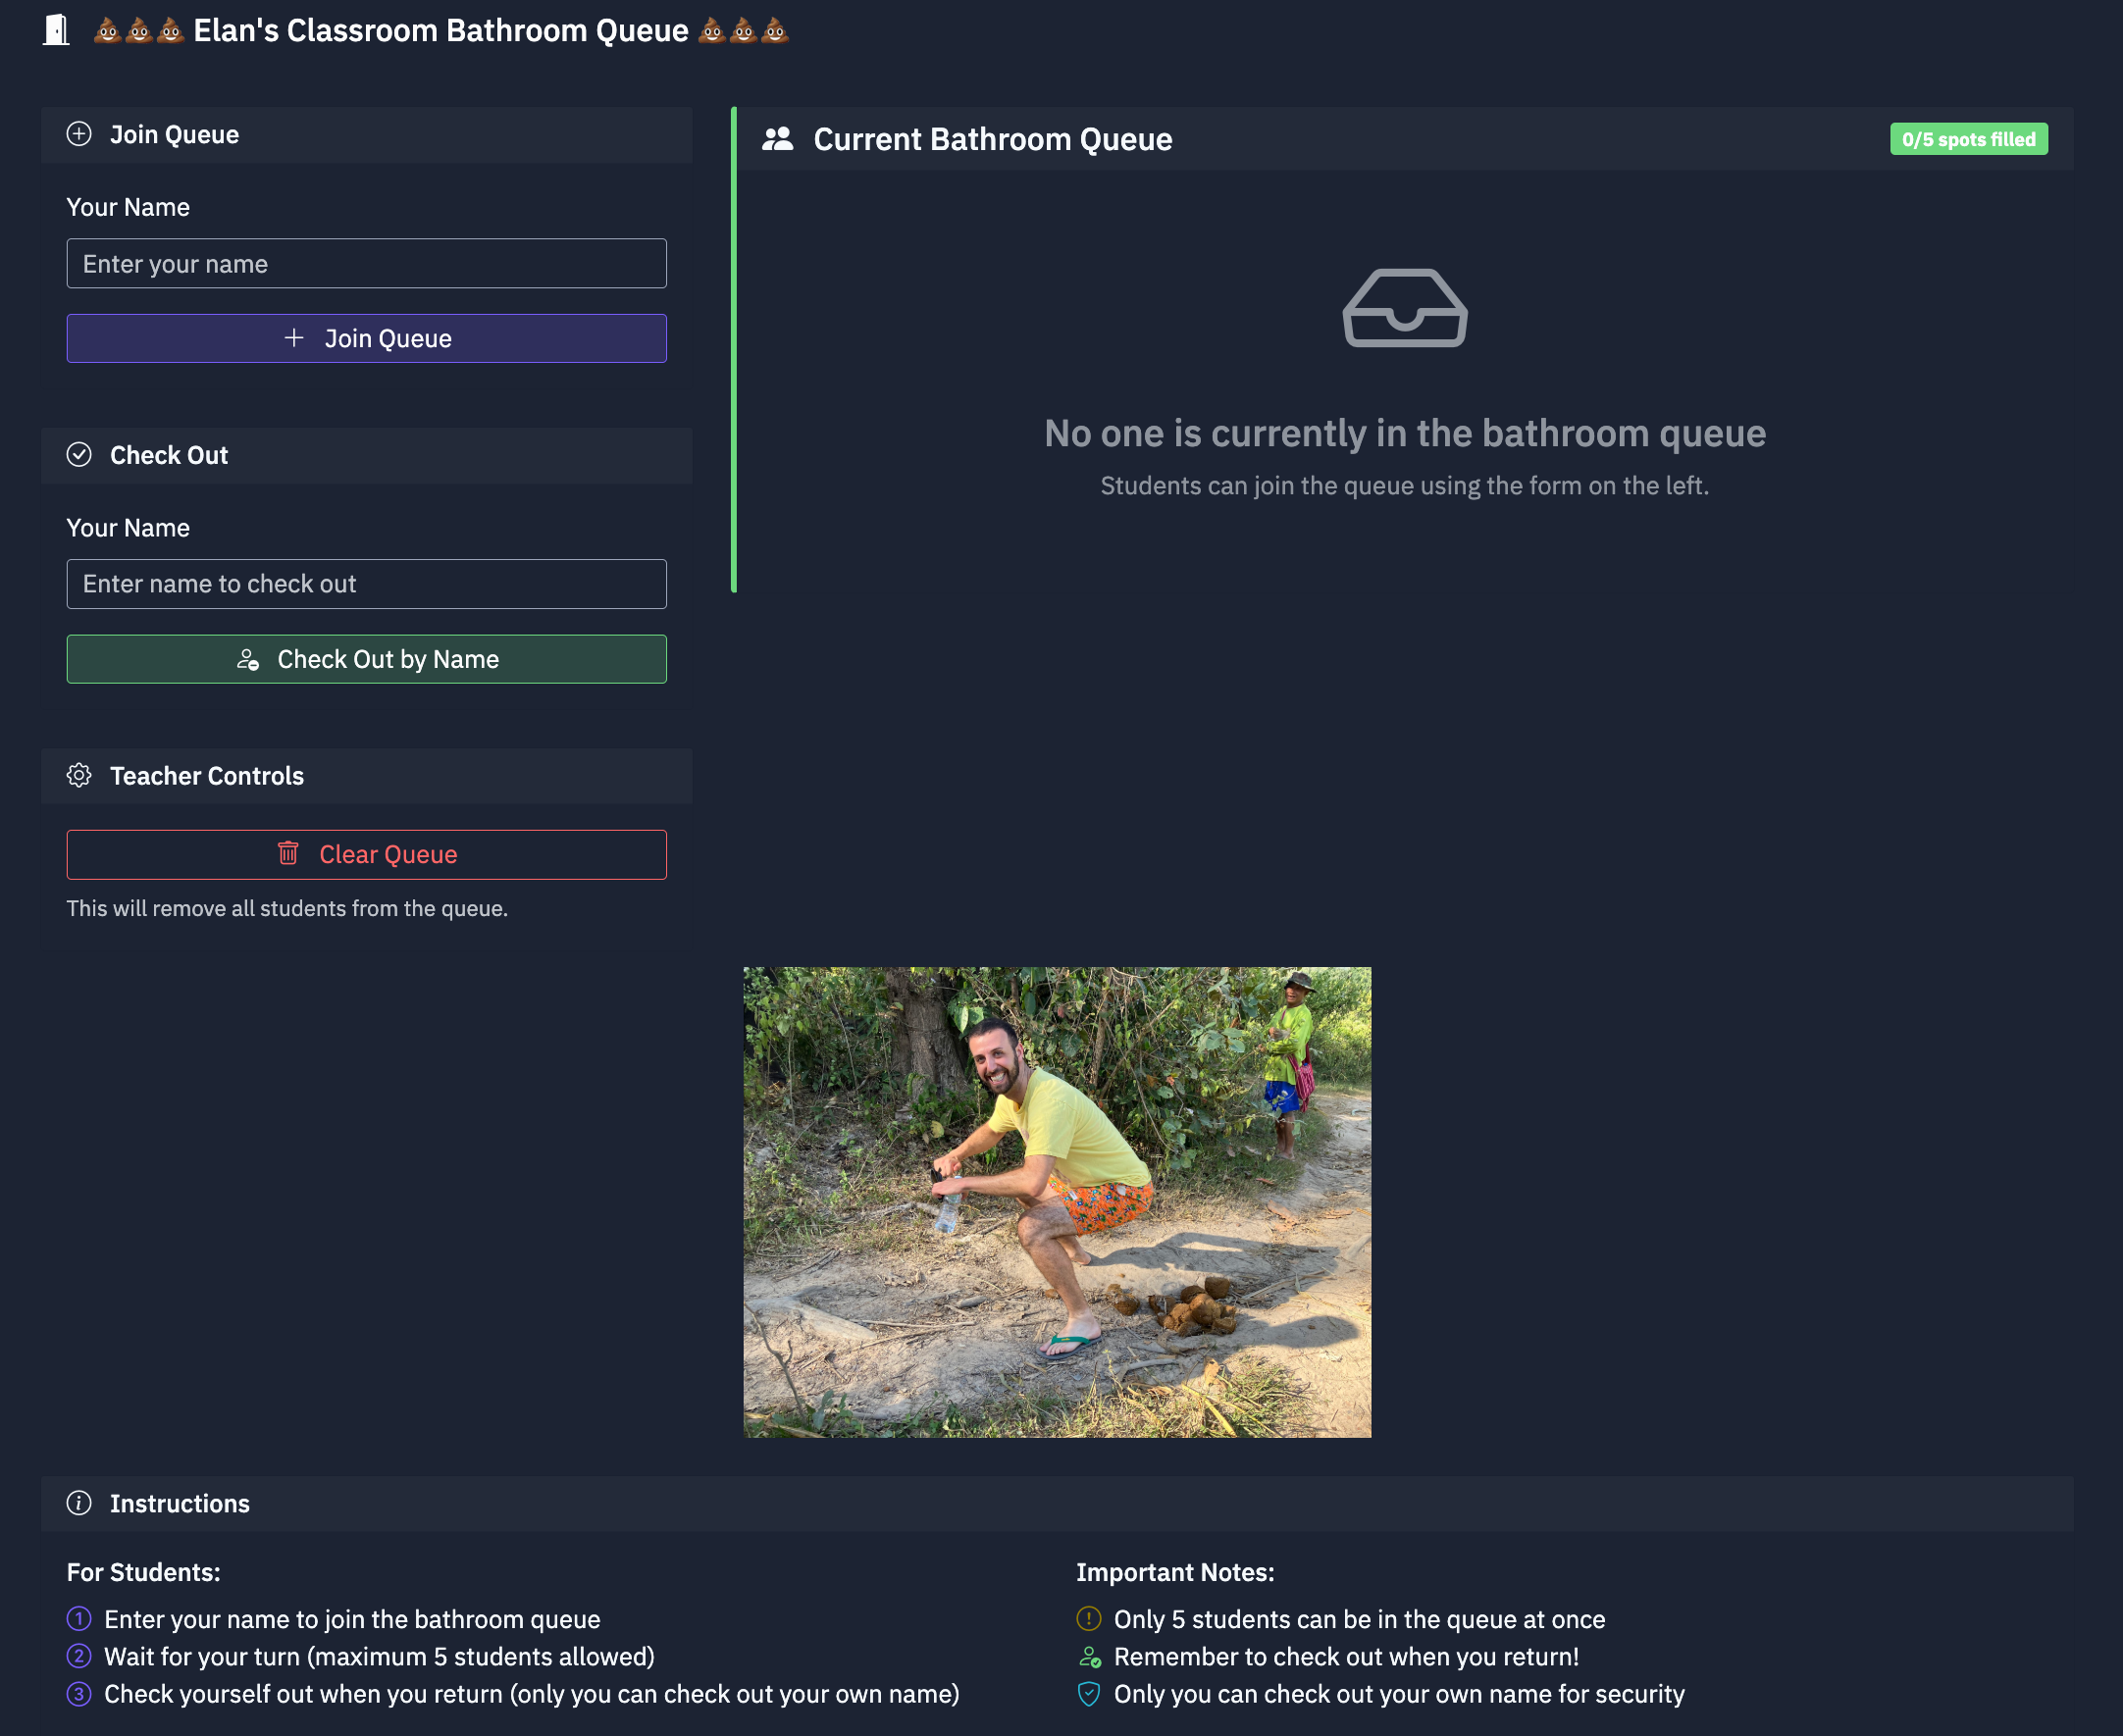 💩💩💩 Elan's Classroom Bathroom Queue 💩💩💩
Join Queue
Your Name
Enter your name
Join Queue
Check Out
Your Name
Enter name to check out
Check Out by Name
Teacher Controls
Clear Queue
This will remove all students from the queue.
Current Bathroom Queue
0/5 spots filled
No one is currently in the bathroom queue
Students can join the queue using the form on the left.
Instructions
For Students:
1 Enter your name to join the bathroom queue
2 Wait for your turn (maximum 5 students allowed)
3 Check yourself out when you return (only you can check out your own name)
Important Notes:
Only 5 students can be in the queue at once
Remember to check out when you return!
Only you can check out your own name for security